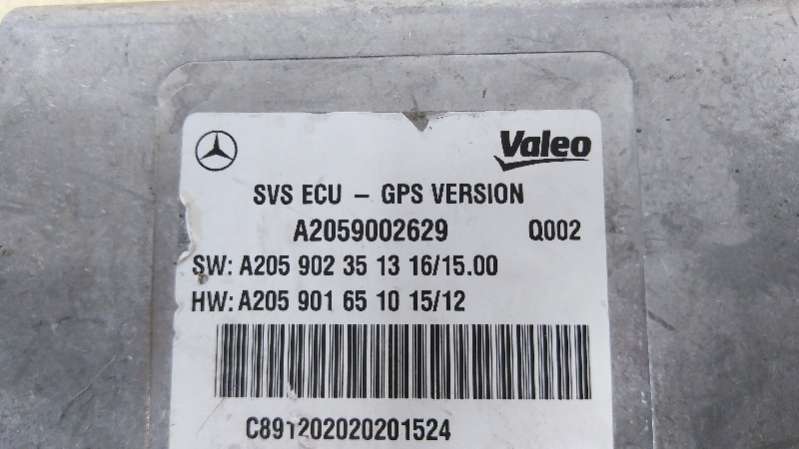 Valeo
SVS ECU – GPS VERSION
A2059002629 Q002
SW: A205 902 35 13 16/15.00
HW: A205 901 65 10 15/12
C891202020201524